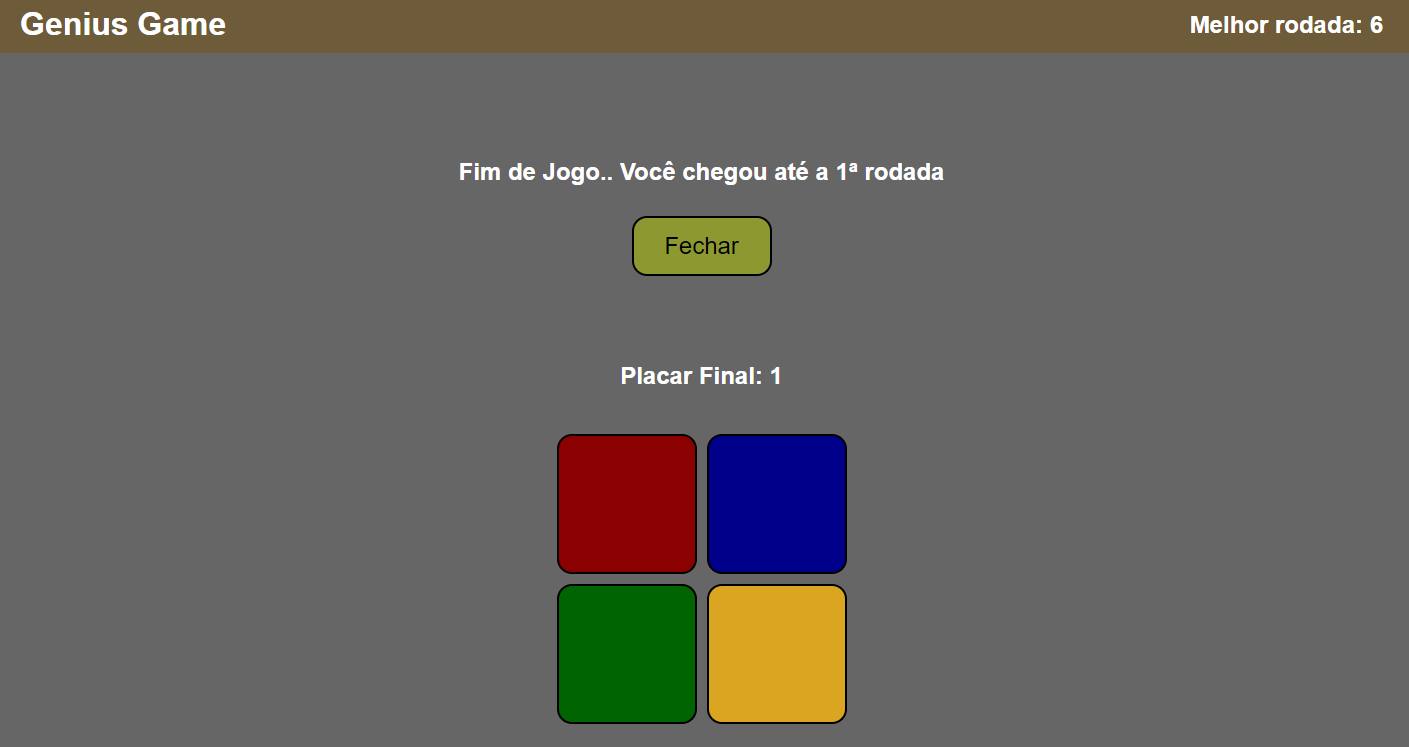 Genius Game
Melhor rodada: 6
Fim de Jogo.. Você chegou até a 1ª rodada
Fechar
Placar Final: 1